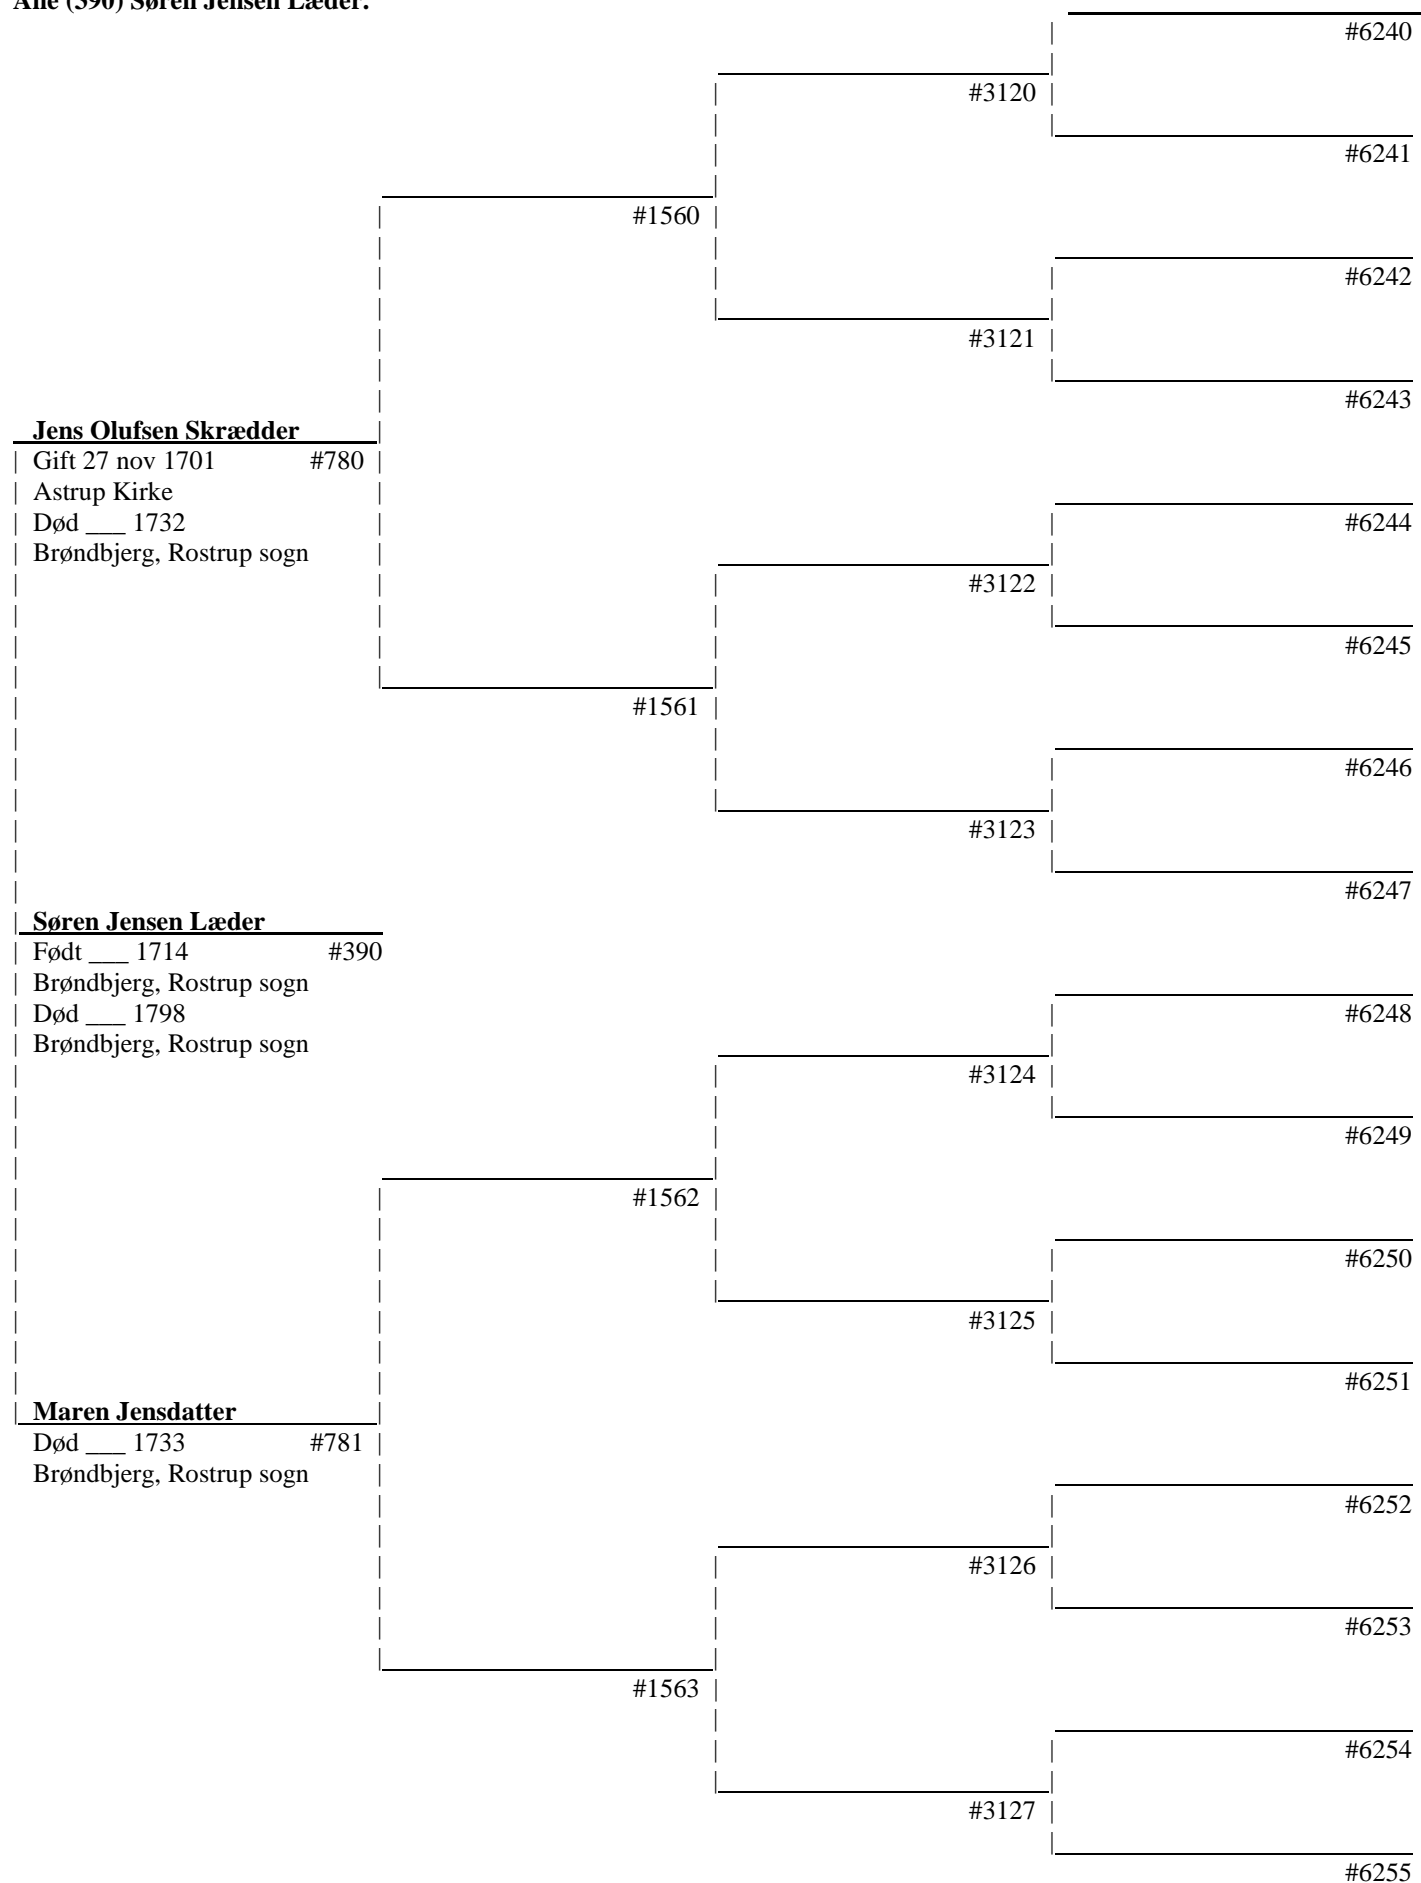 Ane (390) Søren Jensen Læder.
#6240
#3120
#6241
#1560
#6242
#3121
#6243
Jens Olufsen Skrædder
Gift 27 nov 1701 #780
Astrup Kirke
Død ___ 1732
#6244
Brøndbjerg, Rostrup sogn
#3122
#6245
#1561
#6246
#3123
#6247
Søren Jensen Læder
Født ___ 1714 #390
Brøndbjerg, Rostrup sogn
Død ___ 1798
#6248
Brøndbjerg, Rostrup sogn
#3124
#6249
#1562
#6250
#3125
#6251
Maren Jensdatter
Død ___ 1733 #781
Brøndbjerg, Rostrup sogn
#6252
#3126
#6253
#1563
#6254
#3127
#6255